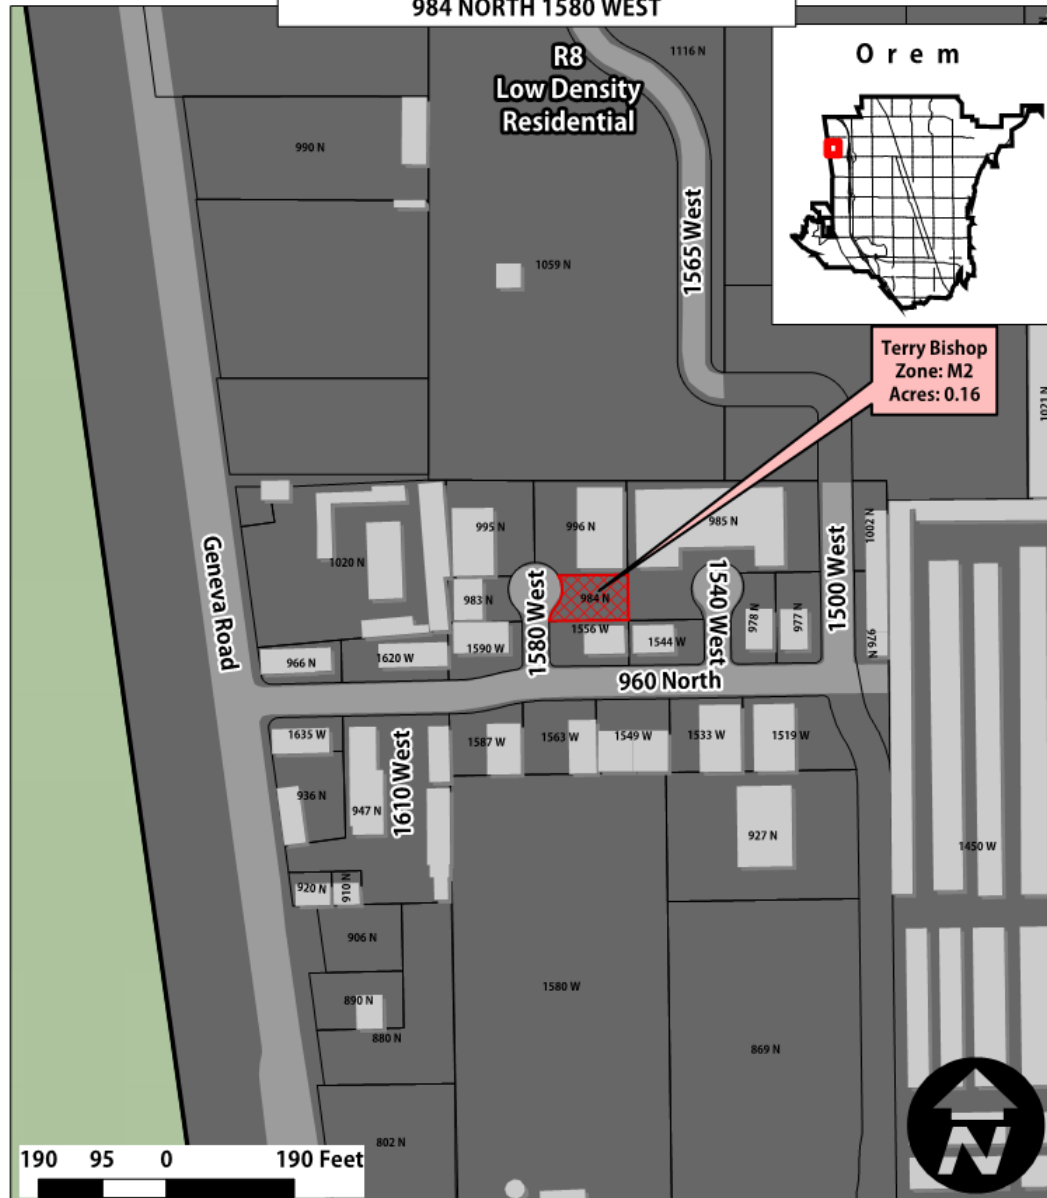 984 NORTH 1580 WEST
R8
Low Density
Residential
1116 N
O r e m
990 N
1565 West
1059 N
Terry Bishop
Zone: M2
Acres: 0.16
1021 N
995 N
996 N
985 N
1002 N
1020 N
Geneva Road
983 N
1580 West
984 N
1540 West
978 N
977 N
1500 West
976 N
1556 W
1544 W
1590 W
1620 W
966 N
960 North
1635 W
1610 West
1587 W
1563 W
1549 W
1533 W
1519 W
936 N
947 N
927 N
1450 W
920 N
910 N
906 N
1580 W
890 N
880 N
869 N
802 N
N
190 95 0 190 Feet